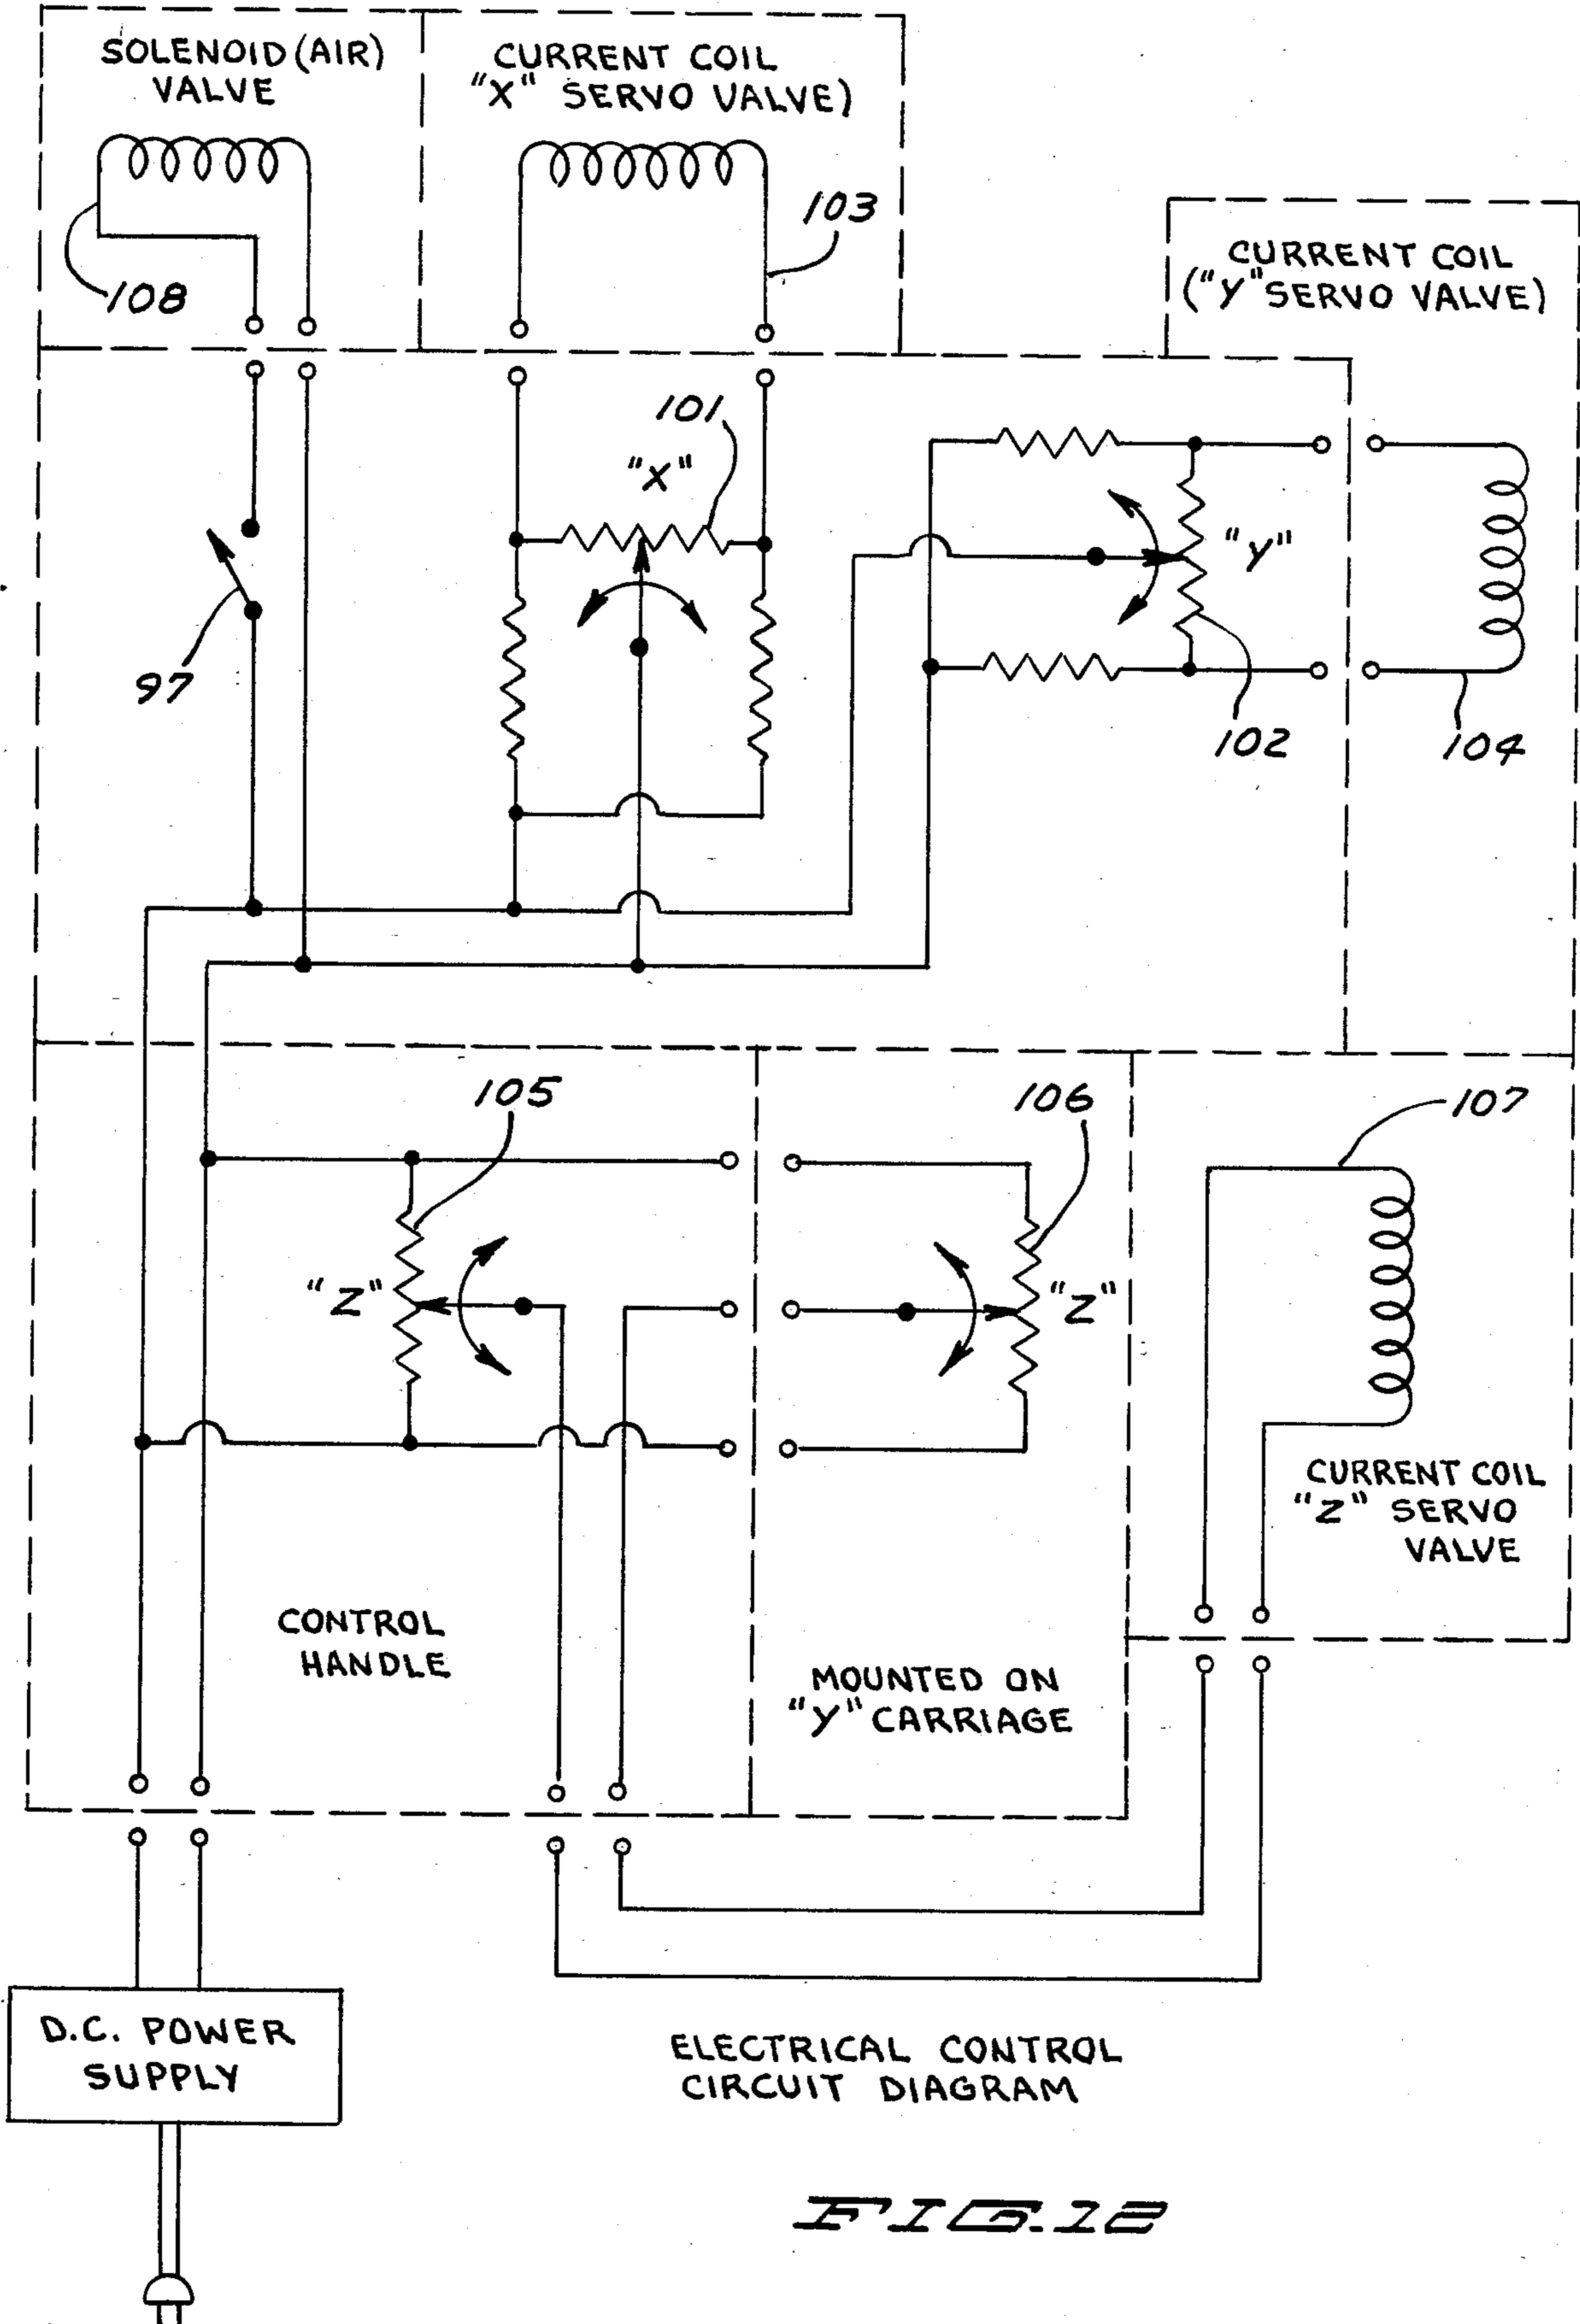 SOLENOID (AIR)
VALVE
CURRENT COIL
"X" SERVO VALVE)
103
108
CURRENT COIL
("Y" SERVO VALVE)
101
"X"
"Y"
97
102
104
105
106
107
"Z"
"Z"
CURRENT COIL
"Z" SERVO
VALVE
CONTROL
HANDLE
MOUNTED ON
"Y" CARRIAGE
D.C. POWER
SUPPLY
ELECTRICAL CONTROL
CIRCUIT DIAGRAM
FIG. 12